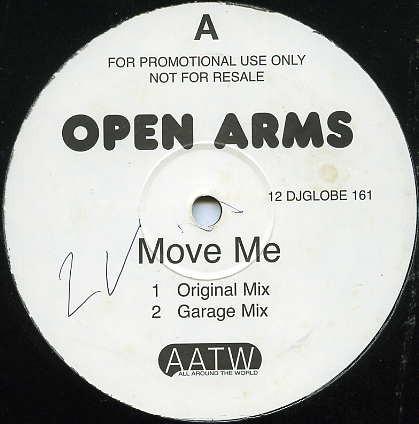 A
FOR PROMOTIONAL USE ONLY
NOT FOR RESALE
OPEN ARMS
12 DJGLOBE 161
Move Me
1 Original Mix
2 Garage Mix
AATW
ALL AROUND THE WORLD